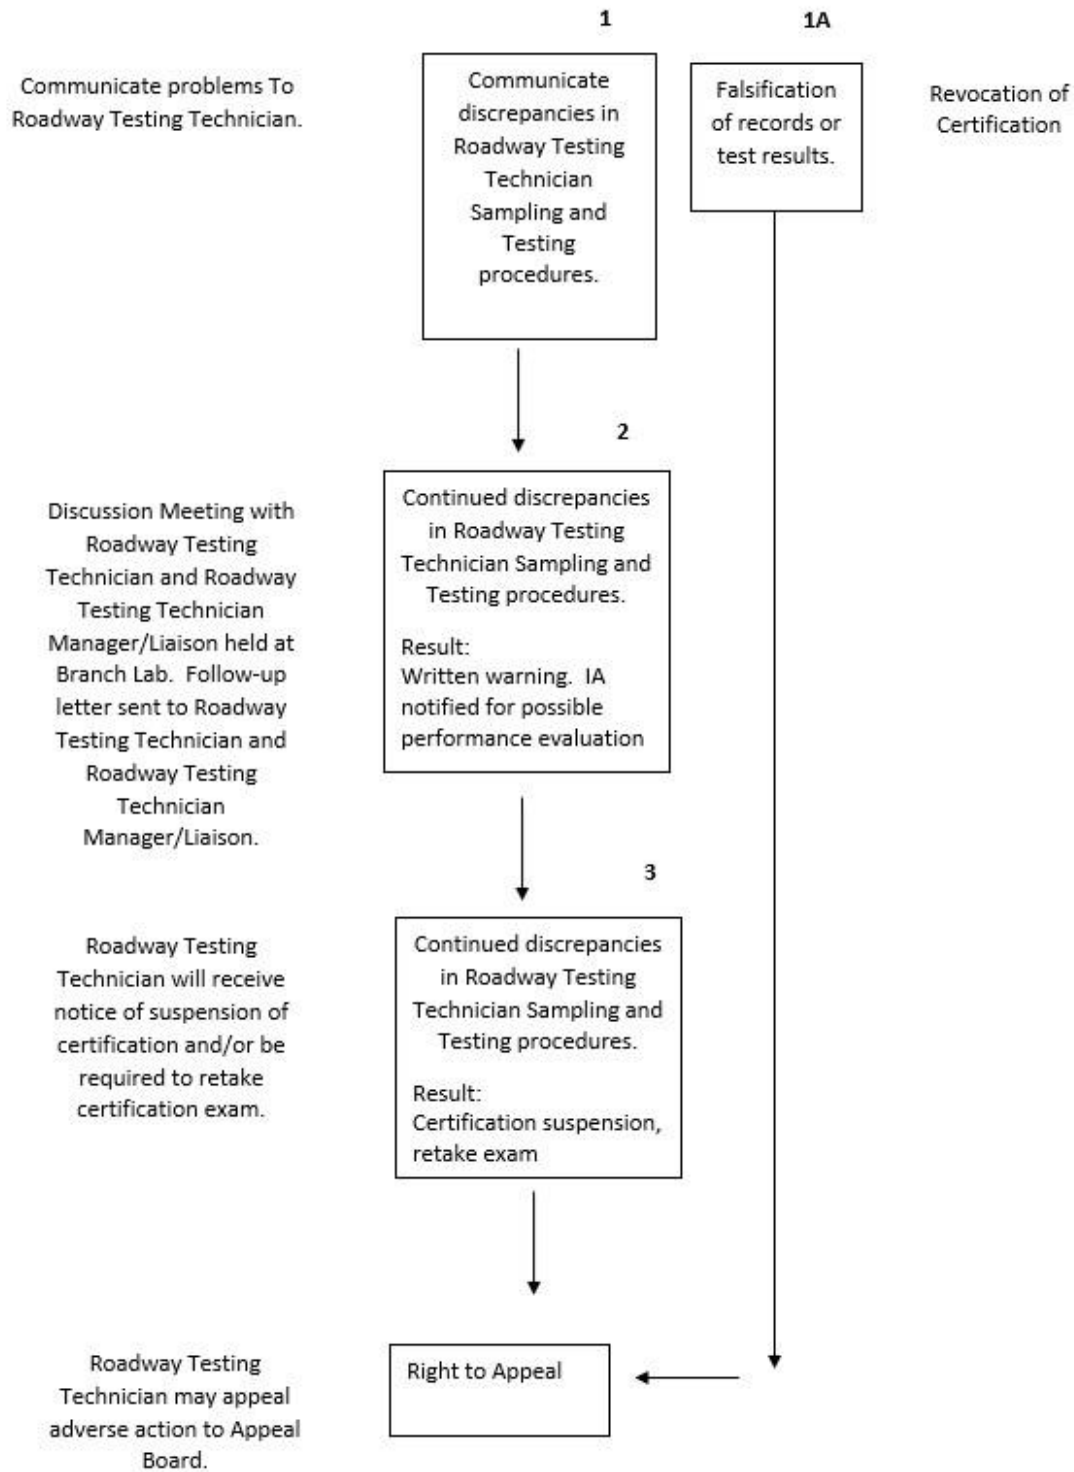 1
1A
Communicate problems To
Roadway Testing Technician.
Communicate
discrepancies in
Roadway Testing
Technician
Sampling and
Testing
procedures.
Falsification
of records or
test results.
Revocation of
Certification
2
Discussion Meeting with
Roadway Testing
Technician and Roadway
Testing Technician
Manager/Liaison held at
Branch Lab.  Follow-up
letter sent to Roadway
Testing Technician and
Roadway Testing
Technician
Manager/Liaison.
Continued discrepancies
in Roadway Testing
Technician Sampling and
Testing procedures.
Result:
Written warning.  IA
notified for possible
performance evaluation
3
Roadway Testing
Technician will receive
notice of suspension of
certification and/or be
required to retake
certification exam.
Continued discrepancies
in Roadway Testing
Technician Sampling and
Testing procedures.
Result:
Certification suspension,
retake exam
Roadway Testing
Technician may appeal
adverse action to Appeal
Board.
Right to Appeal